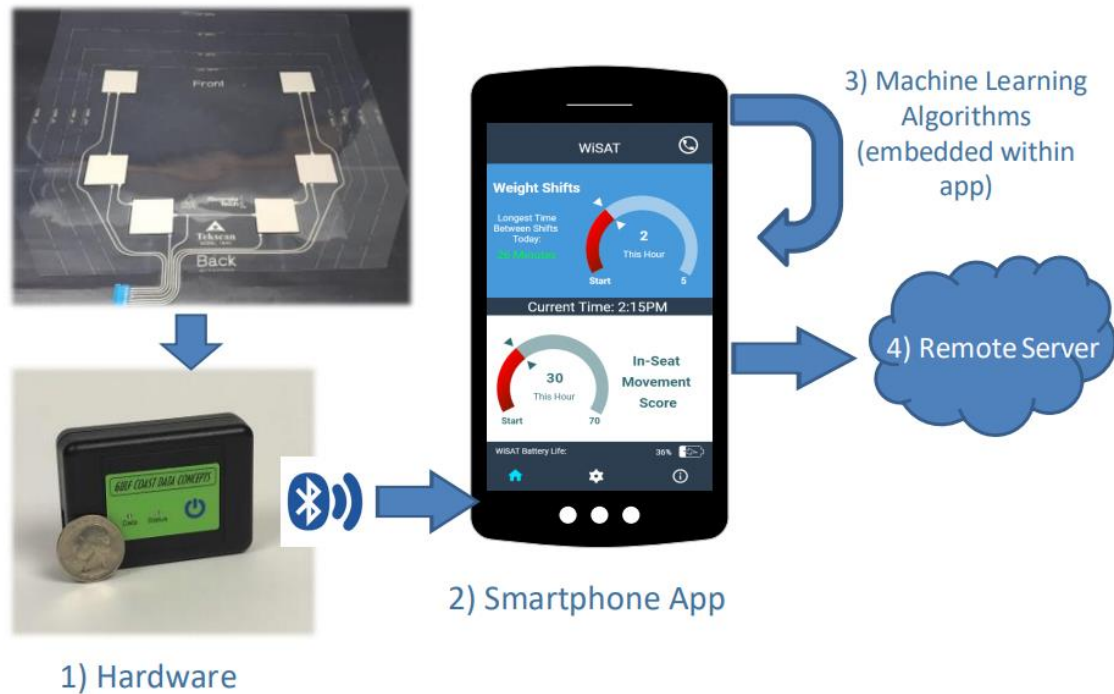 Front
Tekscan
Back
GULF COAST DATA CONCEPTS
Data Status
1) Hardware
WiSAT
Weight Shifts
Longest Time
Between Shifts
Today:
26 Minutes
2
This Hour
Start
5
Current Time: 2:15PM
30
This Hour
Start
70
In-Seat
Movement
Score
WiSAT Battery Life:
36%
2) Smartphone App
3) Machine Learning
Algorithms
(embedded within
app)
4) Remote Server